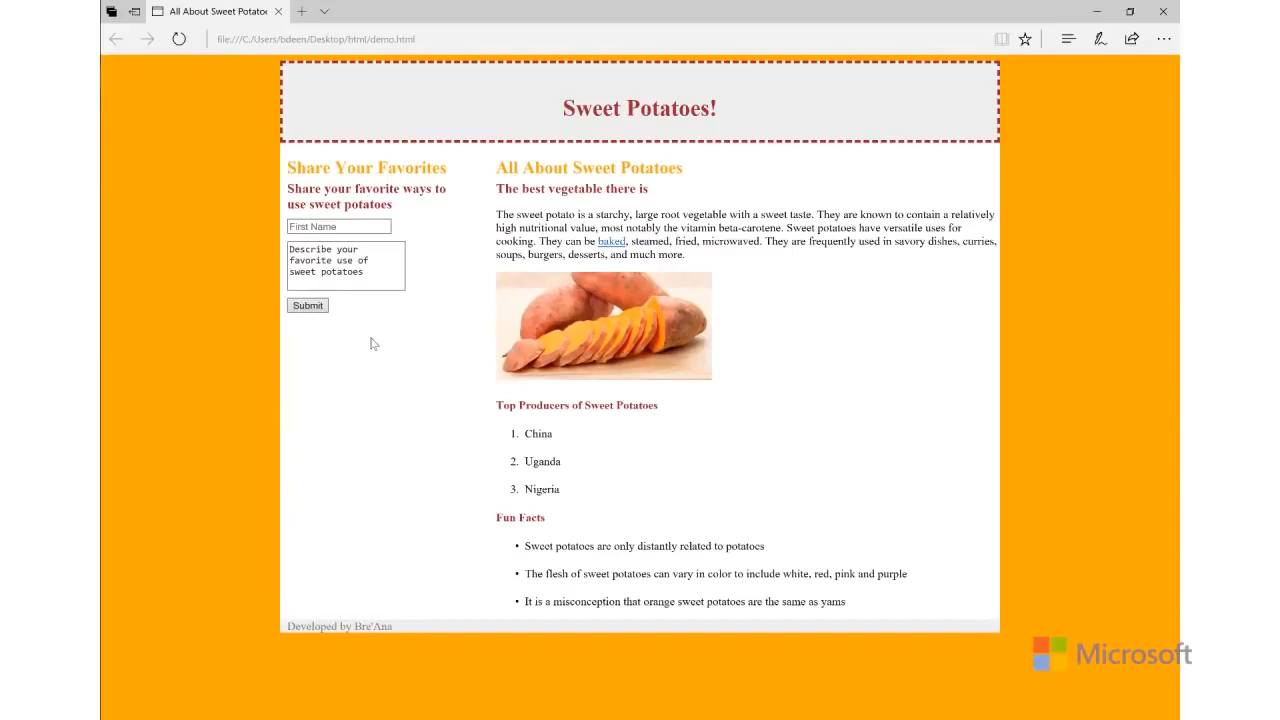 All About Sweet Potatoe
file:///C:/Users/bdeen/Desktop/html/demo.html
Sweet Potatoes!
Share Your Favorites
Share your favorite ways to
use sweet potatoes
First Name
Describe your
favorite use of
sweet potatoes
Submit
All About Sweet Potatoes
The best vegetable there is
The sweet potato is a starchy, large root vegetable with a sweet taste. They are known to contain a relatively
high nutritional value, most notably the vitamin beta-carotene. Sweet potatoes have versatile uses for
cooking. They can be baked, steamed, fried, microwaved. They are frequently used in savory dishes, curries,
soups, burgers, desserts, and much more.
Top Producers of Sweet Potatoes
1. China
2. Uganda
3. Nigeria
Fun Facts
• Sweet potatoes are only distantly related to potatoes
• The flesh of sweet potatoes can vary in color to include white, red, pink and purple
• It is a misconception that orange sweet potatoes are the same as yams
Developed by Bre'Ana
Microsoft